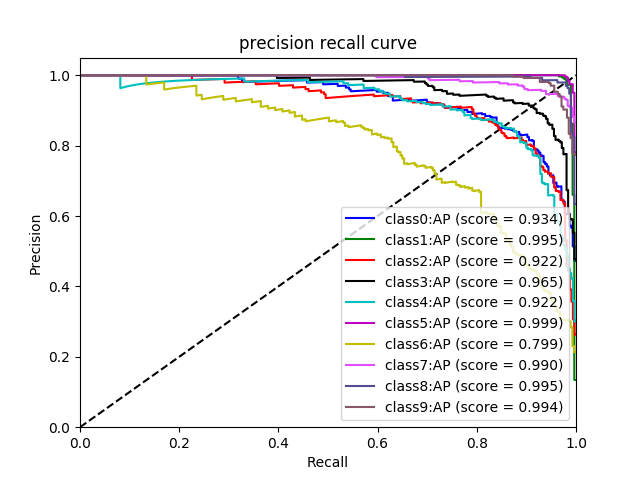 precision recall curve
Precision
1.0
0.8
0.6
0.4
0.2
0.0
class0:AP (score = 0.934)
class1:AP (score = 0.995)
class2:AP (score = 0.922)
class3:AP (score = 0.965)
class4:AP (score = 0.922)
class5:AP (score = 0.999)
class6:AP (score = 0.799)
class7:AP (score = 0.990)
class8:AP (score = 0.995)
class9:AP (score = 0.994)
0.0 0.2 0.4 0.6 0.8 1.0
Recall